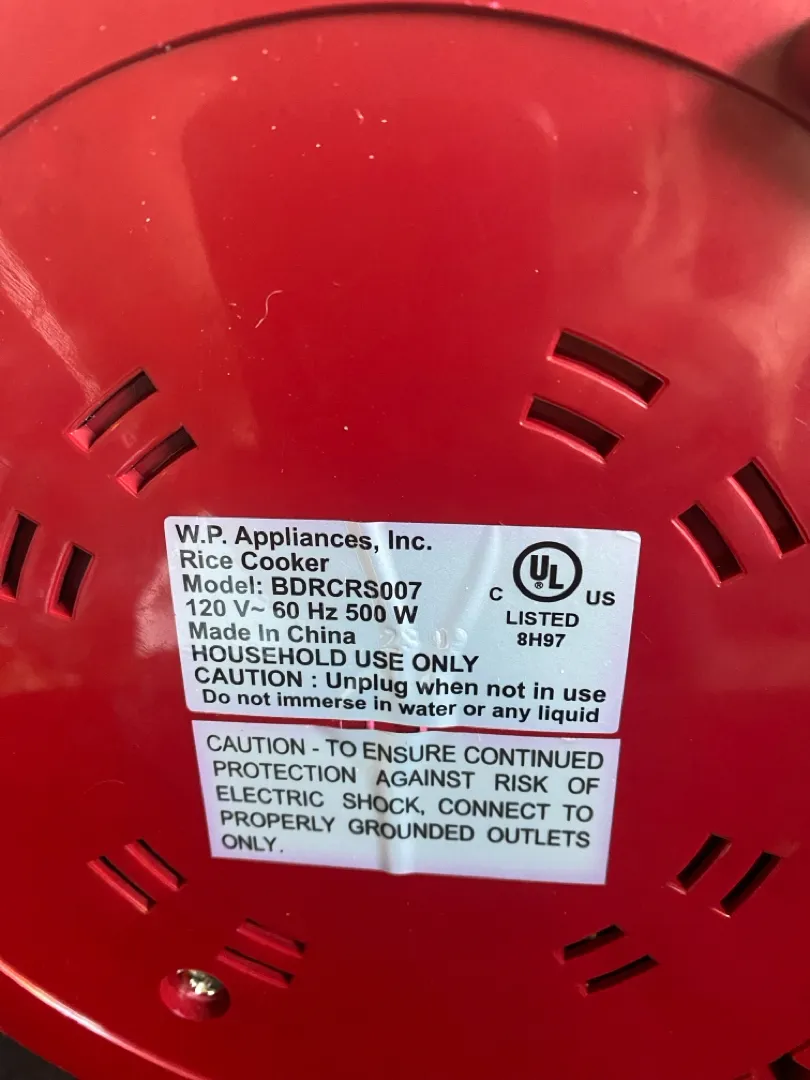 W.P. Appliances, Inc.
Rice Cooker
Model: BDRCRS007
120 V~ 60 Hz 500 W
Made In China
HOUSEHOLD USE ONLY
CAUTION : Unplug when not in use
Do not immerse in water or any liquid
UL
®
C US
LISTED
8H97
CAUTION - TO ENSURE CONTINUED
PROTECTION AGAINST RISK OF
ELECTRIC SHOCK, CONNECT TO
PROPERLY GROUNDED OUTLETS
ONLY.